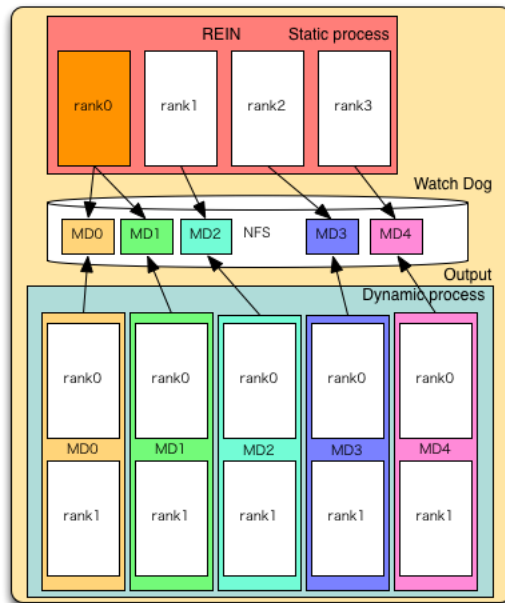 REIN Static process
rank0 rank1 rank2 rank3
Watch Dog
MD0 MD1 MD2 NFS MD3 MD4
Output
Dynamic process
rank0 rank0 rank0 rank0 rank0
MD0 MD1 MD2 MD3 MD4
rank1 rank1 rank1 rank1 rank1